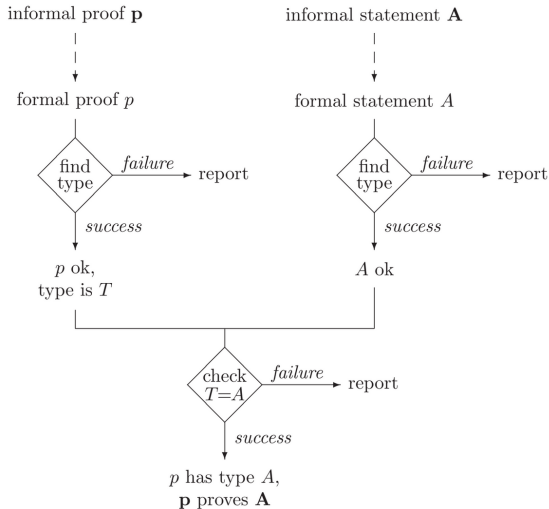 informal proof p
informal statement A
formal proof p
formal statement A
find
type
failure
report
find
type
failure
report
success
success
p ok,
type is T
A ok
check
T=A
failure
report
success
p has type A,
p proves A